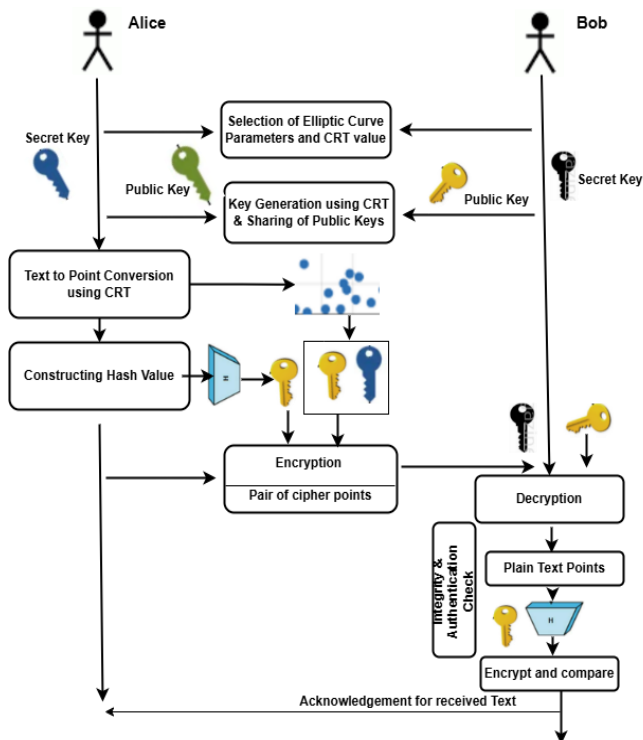 Alice
Bob
Selection of Elliptic Curve
Parameters and CRT value
Secret Key
Public Key
Key Generation using CRT
& Sharing of Public Keys
Public Key
Secret Key
Text to Point Conversion
using CRT
Constructing Hash Value
H
Encryption
Pair of cipher points
Decryption
Integrity &
Authentication
Check
Plain Text Points
H
Encrypt and compare
Acknowledgement for received Text